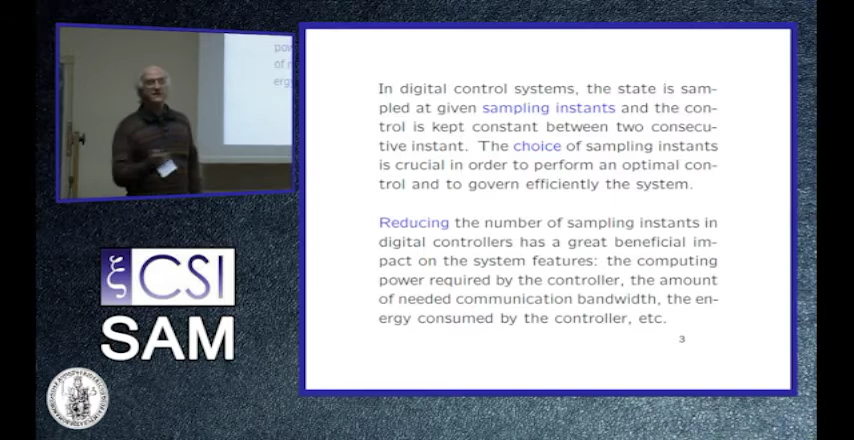 pow
of n
ergy
In digital control systems, the state is sam-
pled at given sampling instants and the con-
trol is kept constant between two consecu-
tive instant. The choice of sampling instants
is crucial in order to perform an optimal con-
trol and to govern efficiently the system.
Reducing the number of sampling instants in
digital controllers has a great beneficial im-
pact on the system features: the computing
power required by the controller, the amount
of needed communication bandwidth, the en-
ergy consumed by the controller, etc.
3
ξ CSI
SAM